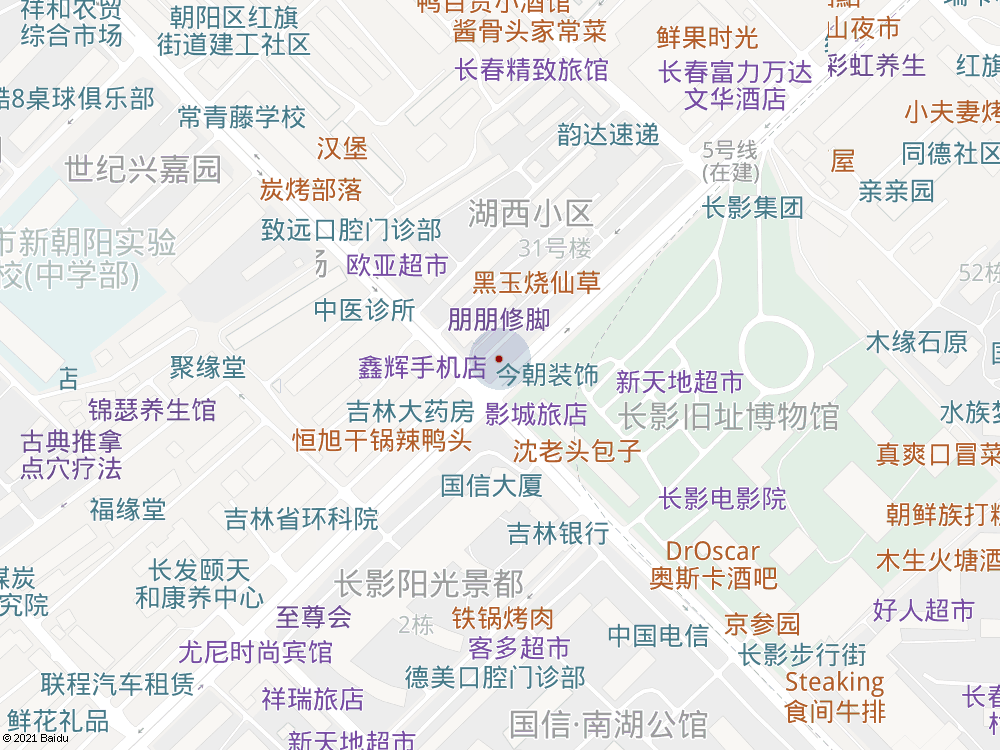 祥和农贸
综合市场
朝阳区红旗
街道建工社区
鸭百货小酒馆
酱骨头家常菜
鲜果时光
山夜市
长春精致旅馆
长春富力万达
文华酒店
彩虹养生
红旗
酷8桌球俱乐部
常青藤学校
韵达速递
小夫妻烤
汉堡
5号线
(在建)
屋
同德社区
世纪兴嘉园
炭烤部落
亲亲园
湖西小区
长影集团
致远口腔门诊部
31号楼
市新朝阳实验
校(中学部)
欧亚超市
52栋
黑玉烧仙草
中医诊所
朋朋修脚
木缘石原
聚缘堂
鑫辉手机店
今朝装饰
新天地超市
锦瑟养生馆
吉林大药房
影城旅店
长影旧址博物馆
水族
古典推拿
点穴疗法
恒旭干锅辣鸭头
沈老头包子
真爽口冒菜
国信大厦
长影电影院
福缘堂
吉林省环科院
吉林银行
朝鲜族打糕
DrOscar
奥斯卡酒吧
木生火塘酒
长发颐天
和康养中心
长影阳光景都
煤炭
究院
至尊会
2栋
铁锅烤肉
京参园
好人超市
中国电信
尤尼时尚宾馆
客多超市
长影步行街
联程汽车租赁
德美口腔门诊部
Steaking
食间牛排
祥瑞旅店
长春
鲜花礼品
国信·南湖公馆
新天地超市
© 2021 Baidu